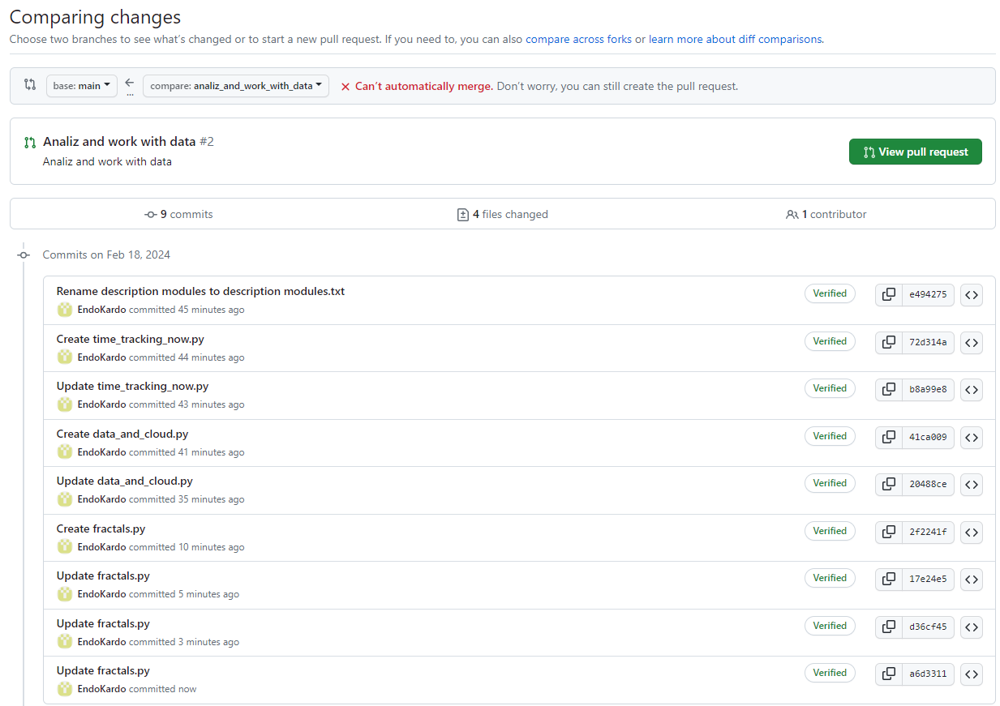 Comparing changes
Choose two branches to see what's changed or to start a new pull request. If you need to, you can also compare across forks or learn more about diff comparisons.
base: main ← ... compare: analiz_and_work_with_data × Can't automatically merge. Don't worry, you can still create the pull request.
Analiz and work with data #2
Analiz and work with data
View pull request
9 commits 4 files changed 1 contributor
Commits on Feb 18, 2024
Rename description modules to description modules.txt
EndoKardo committed 45 minutes ago
Verified e494275
Create time_tracking_now.py
EndoKardo committed 44 minutes ago
Verified 72d314a
Update time_tracking_now.py
EndoKardo committed 43 minutes ago
Verified b8a99e8
Create data_and_cloud.py
EndoKardo committed 41 minutes ago
Verified 41ca009
Update data_and_cloud.py
EndoKardo committed 35 minutes ago
Verified 20488ce
Create fractals.py
EndoKardo committed 10 minutes ago
Verified 2f2241f
Update fractals.py
EndoKardo committed 5 minutes ago
Verified 17e24e5
Update fractals.py
EndoKardo committed 3 minutes ago
Verified d36cf45
Update fractals.py
EndoKardo committed now
Verified a6d3311